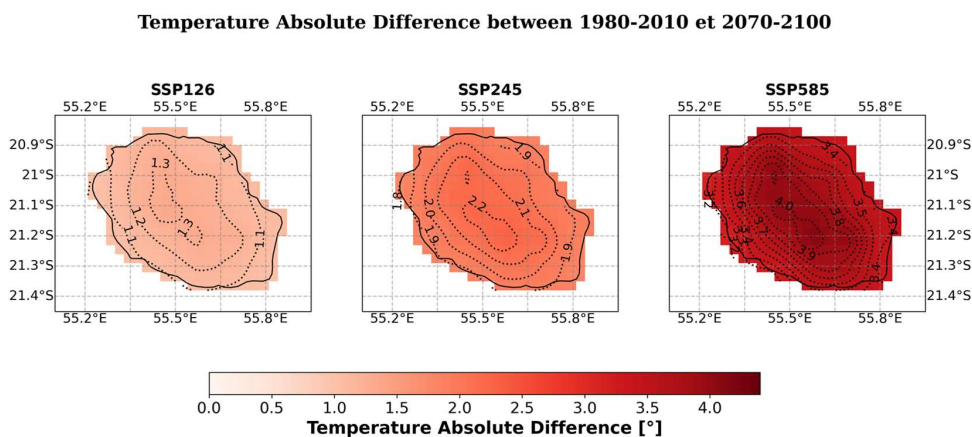 Temperature Absolute Difference between 1980-2010 et 2070-2100
SSP126
SSP245
SSP585
55.2°E 55.5°E 55.8°E
55.2°E 55.5°E 55.8°E
55.2°E 55.5°E 55.8°E
20.9°S
21°S
21.1°S
21.2°S
21.3°S
21.4°S
1.1
1.3
1.2
1.1
1.3
1.1
1.9
1.8
2.0
2.2
2.1
1.9
1.9
3.4
3.2
3.6
4.0
3.5
3.7
3.8
3.4
3.9
3.4
20.9°S
21°S
21.1°S
21.2°S
21.3°S
21.4°S
55.2°E 55.5°E 55.8°E
55.2°E 55.5°E 55.8°E
55.2°E 55.5°E 55.8°E
0.0 0.5 1.0 1.5 2.0 2.5 3.0 3.5 4.0
Temperature Absolute Difference [°]